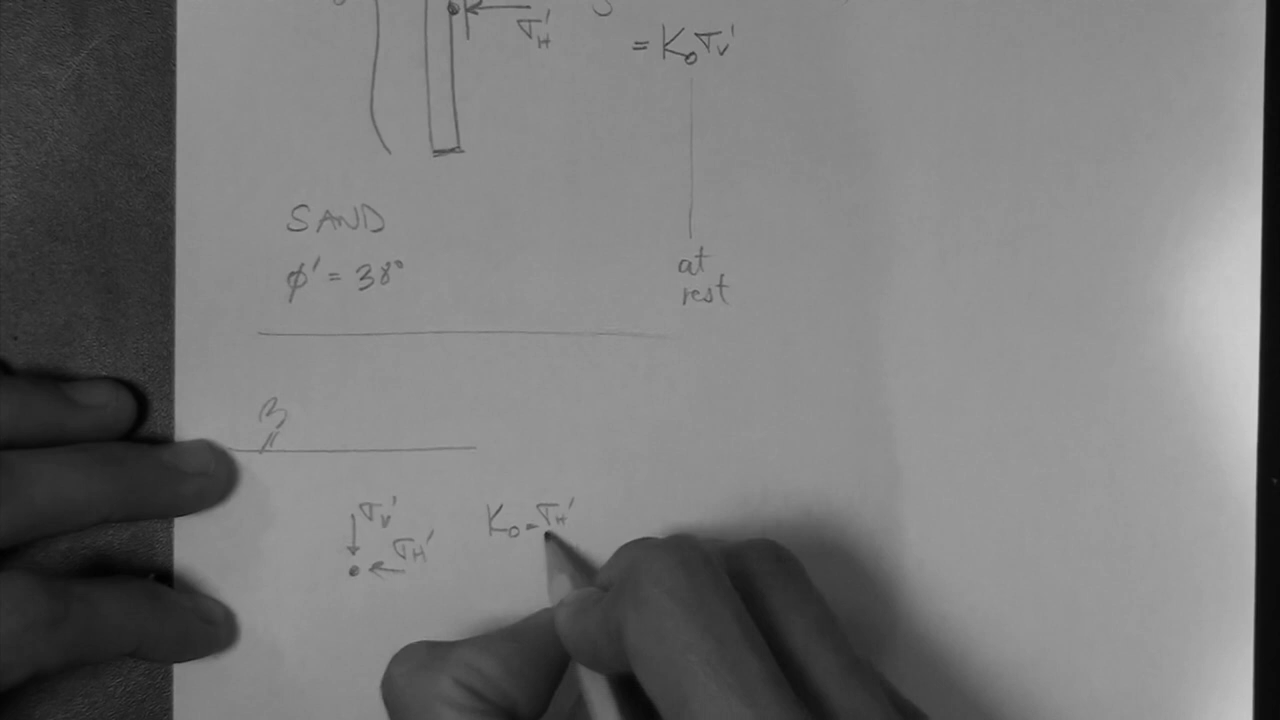 σH'
= Koσv'
at
rest
SAND
φ' = 38°
σv'
σH'
Ko = σH'